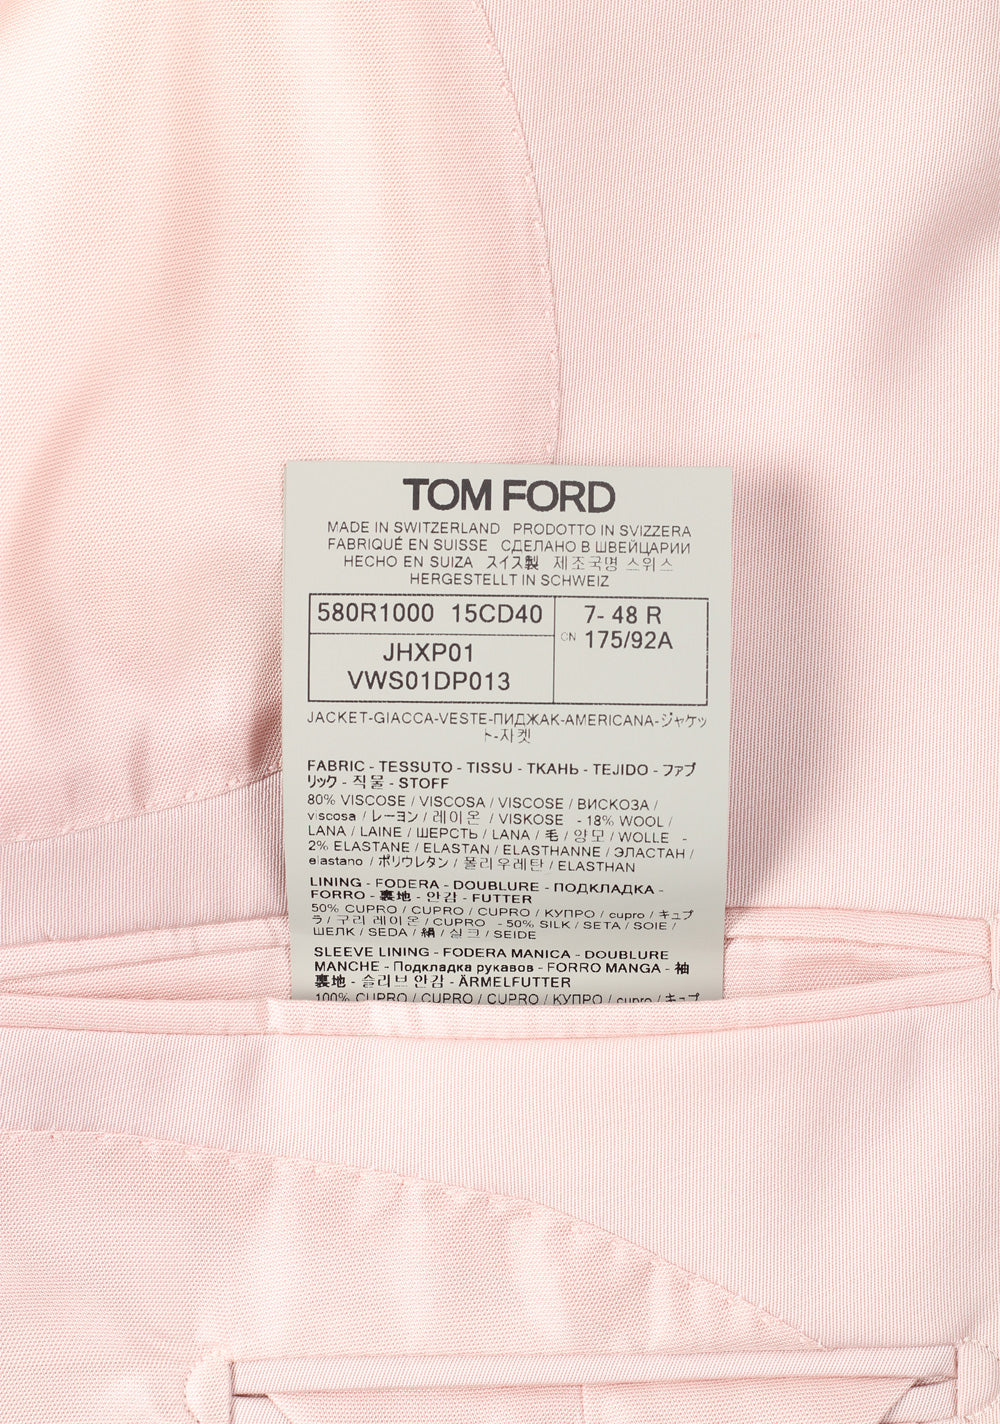 TOM FORD
MADE IN SWITZERLAND PRODOTTO IN SVIZZERA
FABRIQUÉ EN SUISSE СДЕЛАНО В ШВЕЙЦАРИИ
HECHO EN SUIZA スイス製 제조국명 스위스
HERGESTELLT IN SCHWEIZ
580R1000 15CD40
7- 48 R
CN 175/92A
JHXP01
VWS01DP013
JACKET-GIACCA-VESTE-ПИДЖАК-AMERICANA-ジャケッ
ト-자켓
FABRIC - TESSUTO - TISSU - ТКАНЬ - TEJIDO - ファブ
リック - 직물 - STOFF
80% VISCOSE / VISCOSA / VISCOSE / ВИСКОЗА /
viscosa / レーヨン / 레이온 / VISKOSE - 18% WOOL /
LANA / LAINE / ШЕРСТЬ / LANA / 毛 / 양모 / WOLLE -
2% ELASTANE / ELASTAN / ELASTHANNE / ЭЛАСТАН /
elastano / ポリウレタン / 폴리우레탄 / ELASTHAN
LINING - FODERA - DOUBLURE - ПОДКЛАДКА -
FORRO - 裏地 - 안감 - FUTTER
50% CUPRO / CUPRO / CUPRO / КУПРО / cupro / キュプ
ラ / 구리 레이온 / CUPRO - 50% SILK / SETA / SOIE /
ШЕЛК / SEDA / 絹 / 실크 / SEIDE
SLEEVE LINING - FODERA MANICA - DOUBLURE
MANCHE - Подкладка рукавов - FORRO MANGA - 袖
裏地 - 슬리브 안감 - ÄRMELFUTTER
100% CUPRO / CUPRO / CUPRO / КУПРО / cupro / キュプ